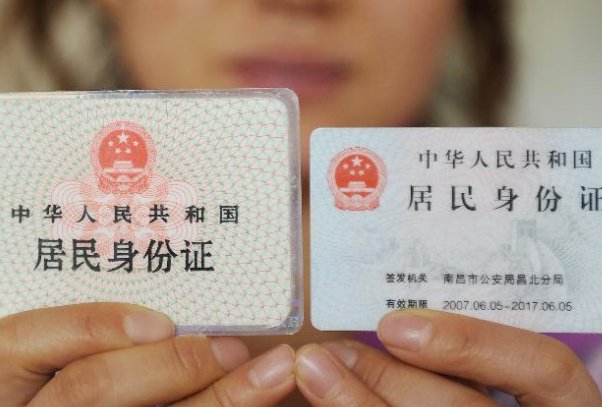 中华人民共和国
居民身份证
中华人民共和国
居民身份证
签发机关 南昌市公安局昌北分局
有效期限 2007.06.05-2017.06.05